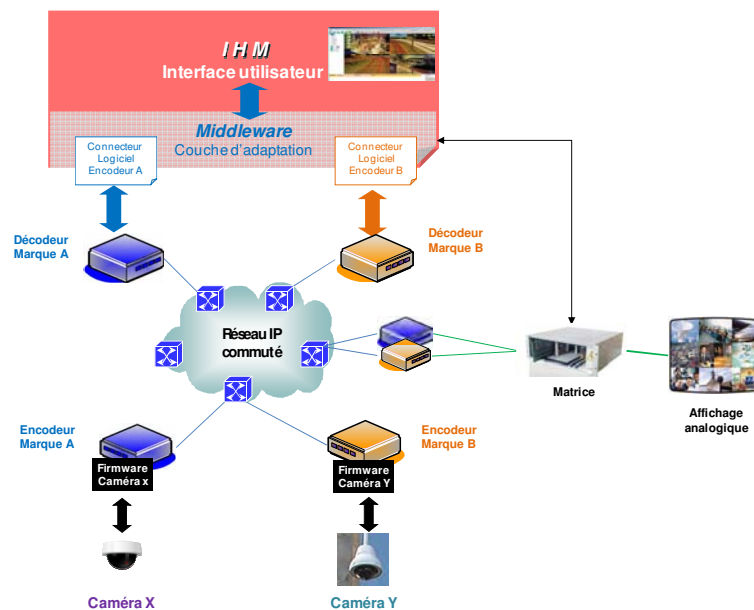 I H M
Interface utilisateur
Middleware
Couche d'adaptation
Connecteur
Logiciel
Encodeur A
Connecteur
Logiciel
Encodeur B
Décodeur
Marque A
Décodeur
Marque B
Réseau IP
commuté
Matrice
Affichage
analogique
Encodeur
Marque A
Encodeur
Marque B
Firmware
Caméra x
Firmware
Caméra Y
Caméra X
Caméra Y